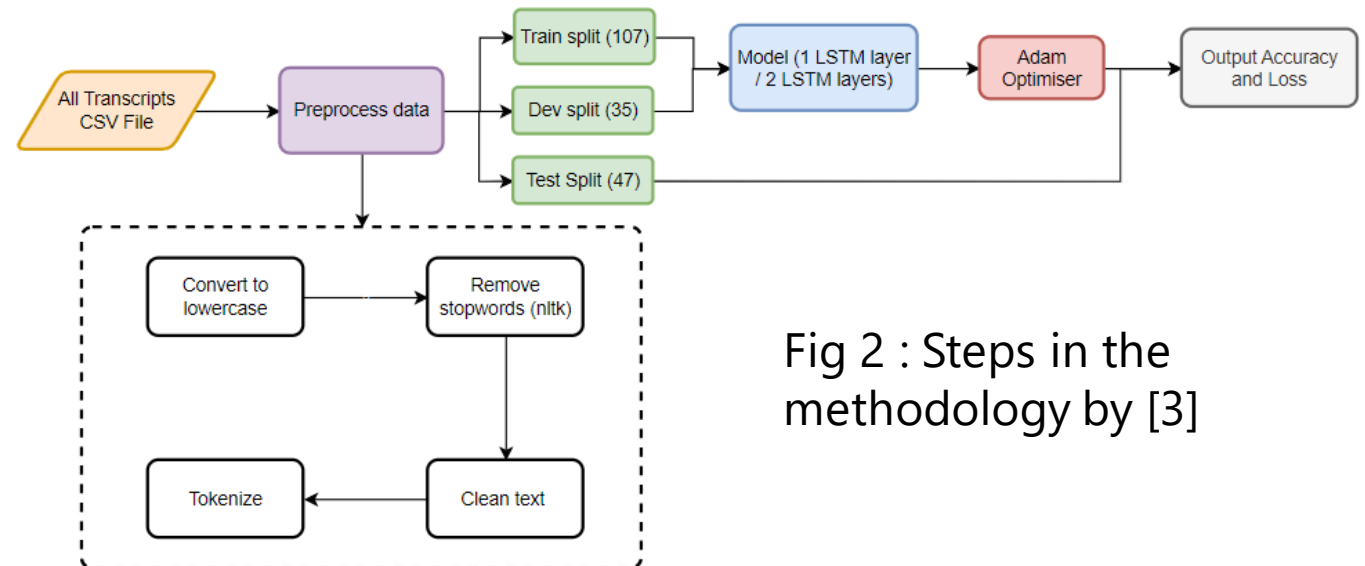 All Transcripts
CSV File
Preprocess data
Train split (107)
Dev split (35)
Test Split (47)
Model (1 LSTM layer
/ 2 LSTM layers)
Adam
Optimiser
Output Accuracy
and Loss
Convert to
lowercase
Remove
stopwords (nltk)
Clean text
Tokenize
Fig 2 : Steps in the
methodology by [3]